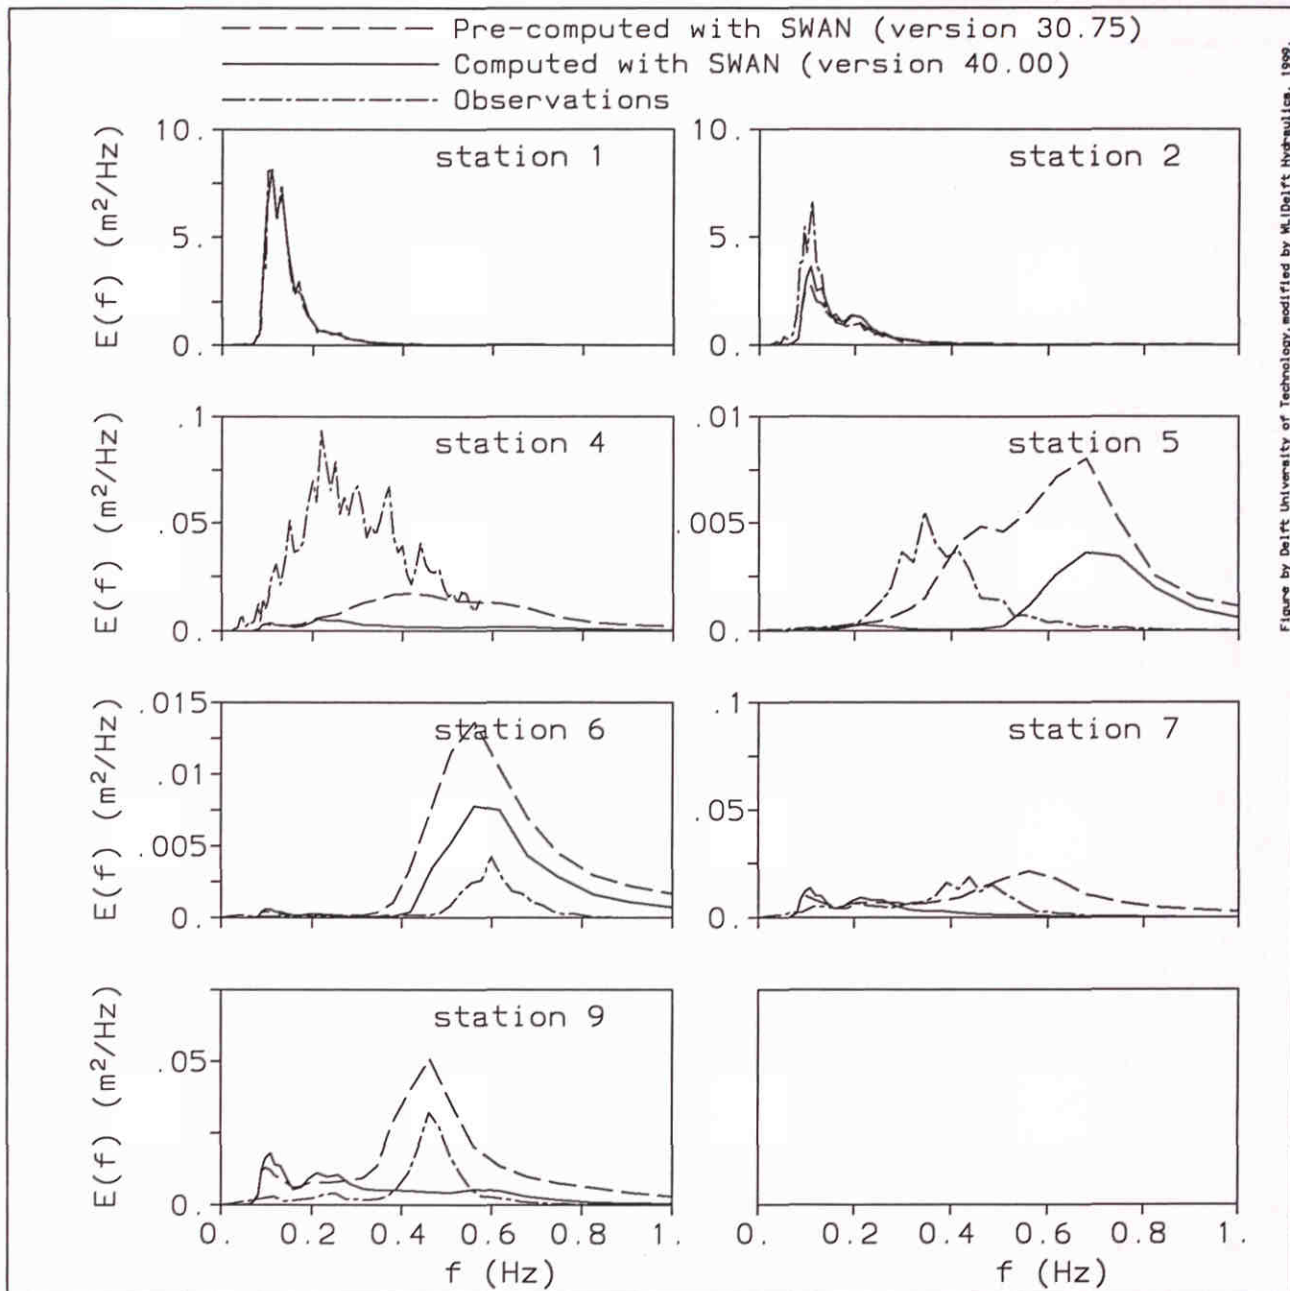 Pre-computed with SWAN (version 30.75)
Computed with SWAN (version 40.00)
Observations
Figure by Delft University of Technology, modified by WL|Delft Hydraulics, 1999.
E(f) (m²/Hz)
10.
5.
0.
station 1
10.
5.
0.
station 2
E(f) (m²/Hz)
.1
.05
0.
station 4
.01
.005
0.
station 5
E(f) (m²/Hz)
.015
.01
.005
0.
station 6
.1
.05
0.
station 7
E(f) (m²/Hz)
.05
0.
station 9
0. 0.2 0.4 0.6 0.8 1.
f (Hz)
0. 0.2 0.4 0.6 0.8 1.
f (Hz)